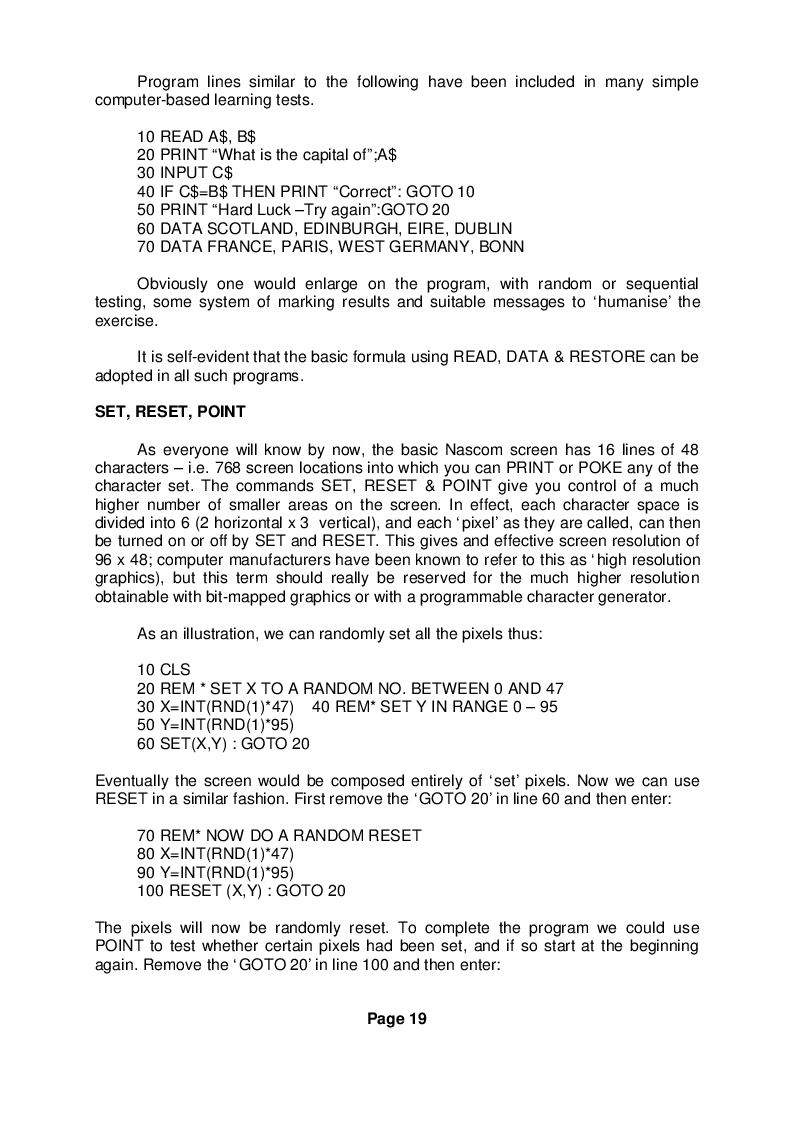 Program lines similar to the following have been included in many simple
computer-based learning tests.
10 READ A$, B$
20 PRINT “What is the capital of”;A$
30 INPUT C$
40 IF C$=B$ THEN PRINT “Correct”: GOTO 10
50 PRINT “Hard Luck –Try again”:GOTO 20
60 DATA SCOTLAND, EDINBURGH, EIRE, DUBLIN
70 DATA FRANCE, PARIS, WEST GERMANY, BONN
Obviously one would enlarge on the program, with random or sequential
testing, some system of marking results and suitable messages to ‘humanise’ the
exercise.
It is self-evident that the basic formula using READ, DATA & RESTORE can be
adopted in all such programs.
SET, RESET, POINT
As everyone will know by now, the basic Nascom screen has 16 lines of 48
characters – i.e. 768 screen locations into which you can PRINT or POKE any of the
character set. The commands SET, RESET & POINT give you control of a much
higher number of smaller areas on the screen. In effect, each character space is
divided into 6 (2 horizontal x 3 vertical), and each ‘pixel’ as they are called, can then
be turned on or off by SET and RESET. This gives and effective screen resolution of
96 x 48; computer manufacturers have been known to refer to this as ‘high resolution
graphics), but this term should really be reserved for the much higher resolution
obtainable with bit-mapped graphics or with a programmable character generator.
As an illustration, we can randomly set all the pixels thus:
10 CLS
20 REM * SET X TO A RANDOM NO. BETWEEN 0 AND 47
30 X=INT(RND(1)*47) 40 REM* SET Y IN RANGE 0 – 95
50 Y=INT(RND(1)*95)
60 SET(X,Y) : GOTO 20
Eventually the screen would be composed entirely of ‘set’ pixels. Now we can use
RESET in a similar fashion. First remove the ‘GOTO 20’ in line 60 and then enter:
70 REM* NOW DO A RANDOM RESET
80 X=INT(RND(1)*47)
90 Y=INT(RND(1)*95)
100 RESET (X,Y) : GOTO 20
The pixels will now be randomly reset. To complete the program we could use
POINT to test whether certain pixels had been set, and if so start at the beginning
again. Remove the ‘GOTO 20’ in line 100 and then enter:
Page 19